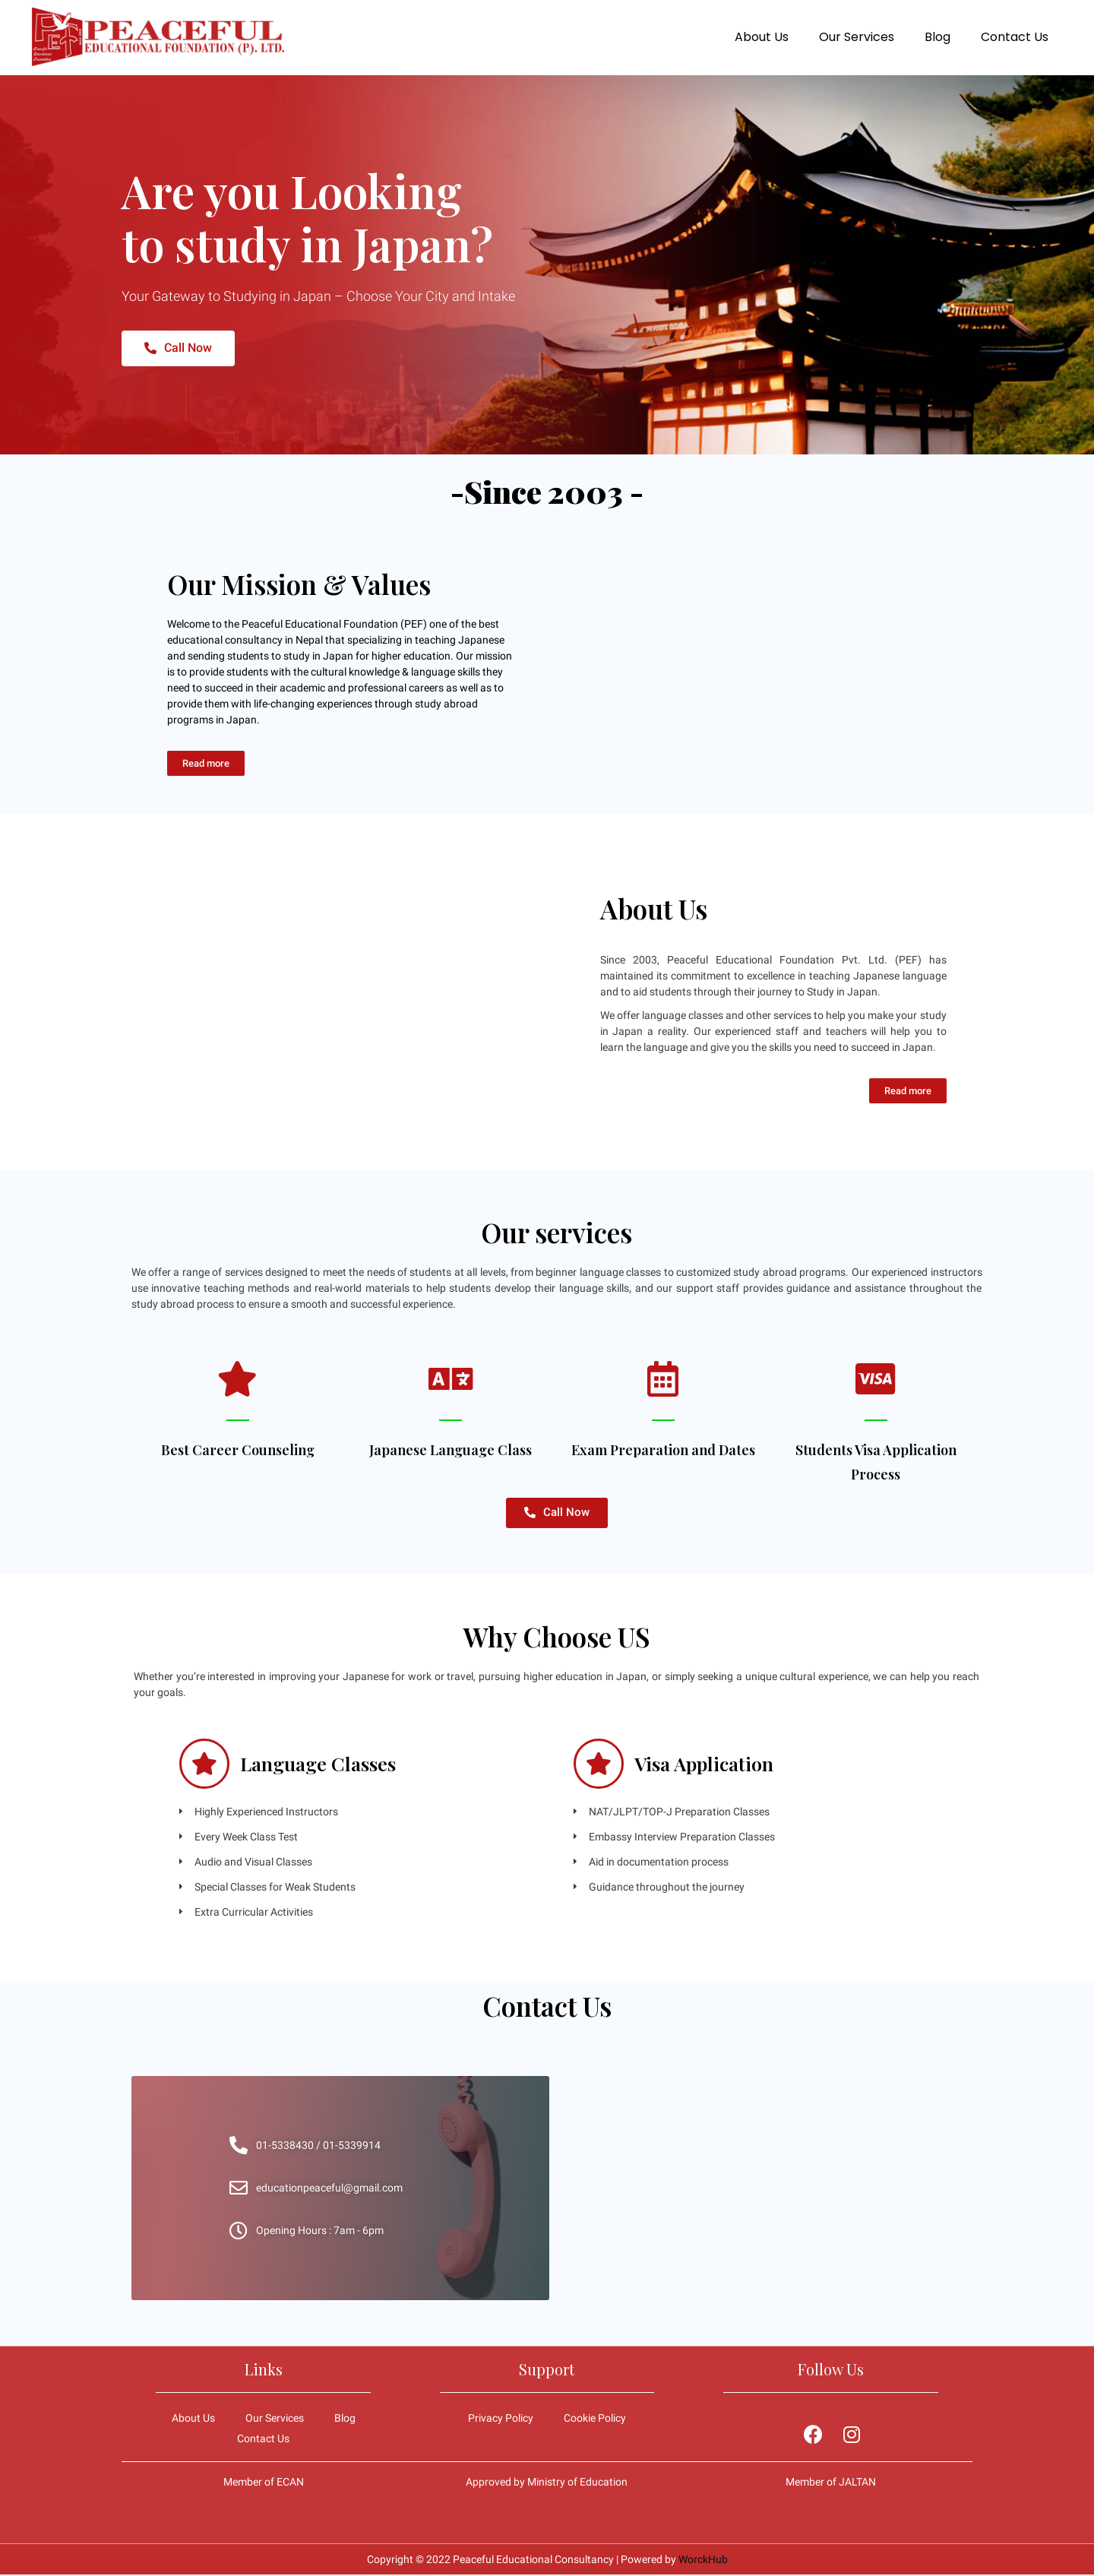 PEACEFUL
EDUCATIONAL FOUNDATION (P). LTD.
About Us
Our Services
Blog
Contact Us
Are you Looking
to study in Japan?
Your Gateway to Studying in Japan – Choose Your City and Intake
Call Now
-Since 2003 -
Our Mission & Values
Welcome to the Peaceful Educational Foundation (PEF) one of the best
educational consultancy in Nepal that specializing in teaching Japanese
and sending students to study in Japan for higher education. Our mission
is to provide students with the cultural knowledge & language skills they
need to succeed in their academic and professional careers as well as to
provide them with life-changing experiences through study abroad
programs in Japan.
Read more
About Us
Since 2003, Peaceful Educational Foundation Pvt. Ltd. (PEF) has
maintained its commitment to excellence in teaching Japanese language
and to aid students through their journey to Study in Japan.
We offer language classes and other services to help you make your study
in Japan a reality. Our experienced staff and teachers will help you to
learn the language and give you the skills you need to succeed in Japan.
Read more
Our services
We offer a range of services designed to meet the needs of students at all levels, from beginner language classes to customized study abroad programs. Our experienced instructors
use innovative teaching methods and real-world materials to help students develop their language skills, and our support staff provides guidance and assistance throughout the
study abroad process to ensure a smooth and successful experience.
A 文
VISA
Best Career Counseling
Japanese Language Class
Exam Preparation and Dates
Students Visa Application
Process
Call Now
Why Choose US
Whether you’re interested in improving your Japanese for work or travel, pursuing higher education in Japan, or simply seeking a unique cultural experience, we can help you reach
your goals.
Language Classes
Highly Experienced Instructors
Every Week Class Test
Audio and Visual Classes
Special Classes for Weak Students
Extra Curricular Activities
Visa Application
NAT/JLPT/TOP-J Preparation Classes
Embassy Interview Preparation Classes
Aid in documentation process
Guidance throughout the journey
Contact Us
01-5338430 / 01-5339914
educationpeaceful@gmail.com
Opening Hours : 7am - 6pm
Links
About Us
Our Services
Blog
Contact Us
Support
Privacy Policy
Cookie Policy
Follow Us
Member of ECAN
Approved by Ministry of Education
Member of JALTAN
Copyright © 2022 Peaceful Educational Consultancy | Powered by WorckHub